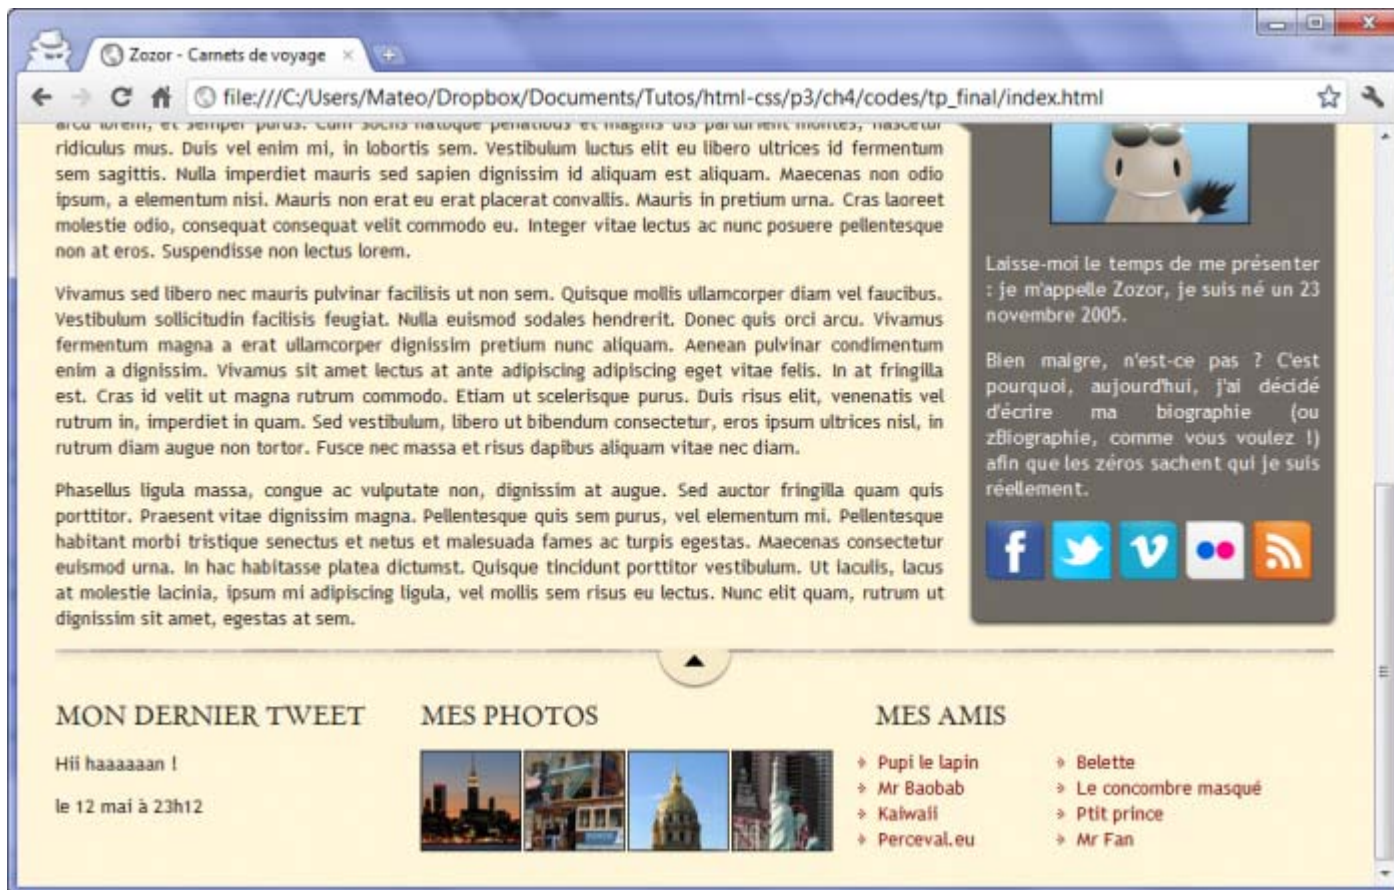 Zozor - Carnets de voyage
file:///C:/Users/Mateo/Dropbox/Documents/Tutos/html-css/p3/ch4/codes/tp_final/index.html
arcu lorem, et semper purus. Cum sociis natoque penatibus et magnis dis parturient montes, nascetur
ridiculus mus. Duis vel enim mi, in lobortis sem. Vestibulum luctus elit eu libero ultrices id fermentum
sem sagittis. Nulla imperdiet mauris sed sapien dignissim id aliquam est aliquam. Maecenas non odio
ipsum, a elementum nisi. Mauris non erat eu erat placerat convallis. Mauris in pretium urna. Cras laoreet
molestie odio, consequat consequat velit commodo eu. Integer vitae lectus ac nunc posuere pellentesque
non at eros. Suspendisse non lectus lorem.
Vivamus sed libero nec mauris pulvinar facilisis ut non sem. Quisque mollis ullamcorper diam vel faucibus.
Vestibulum sollicitudin facilisis feugiat. Nulla euismod sodales hendrerit. Donec quis orci arcu. Vivamus
fermentum magna a erat ullamcorper dignissim pretium nunc aliquam. Aenean pulvinar condimentum
enim a dignissim. Vivamus sit amet lectus at ante adipiscing adipiscing eget vitae felis. In at fringilla
est. Cras id velit ut magna rutrum commodo. Etiam ut scelerisque purus. Duis risus elit, venenatis vel
rutrum in, imperdiet in quam. Sed vestibulum, libero ut bibendum consectetur, eros ipsum ultrices nisl, in
rutrum diam augue non tortor. Fusce nec massa et risus dapibus aliquam vitae nec diam.
Phasellus ligula massa, congue ac vulputate non, dignissim at augue. Sed auctor fringilla quam quis
porttitor. Praesent vitae dignissim magna. Pellentesque quis sem purus, vel elementum mi. Pellentesque
habitant morbi tristique senectus et netus et malesuada fames ac turpis egestas. Maecenas consectetur
euismod urna. In hac habitasse platea dictumst. Quisque tincidunt porttitor vestibulum. Ut iaculis, lacus
at molestie lacinia, ipsum mi adipiscing ligula, vel mollis sem risus eu lectus. Nunc elit quam, rutrum ut
dignissim sit amet, egestas at sem.
Laisse-moi le temps de me présenter
: je m'appelle Zozor, je suis né un 23
novembre 2005.
Bien maigre, n'est-ce pas ? C'est
pourquoi, aujourd'hui, j'ai décidé
d'écrire ma biographie (ou
zBiographie, comme vous voulez !)
afin que les zéros sachent qui je suis
réellement.
MON DERNIER TWEET
Hii haaaaaan !
le 12 mai à 23h12
MES PHOTOS
MES AMIS
Pupi le lapin
Mr Baobab
Kaiwaii
Perceval.eu
Belette
Le concombre masqué
Ptit prince
Mr Fan